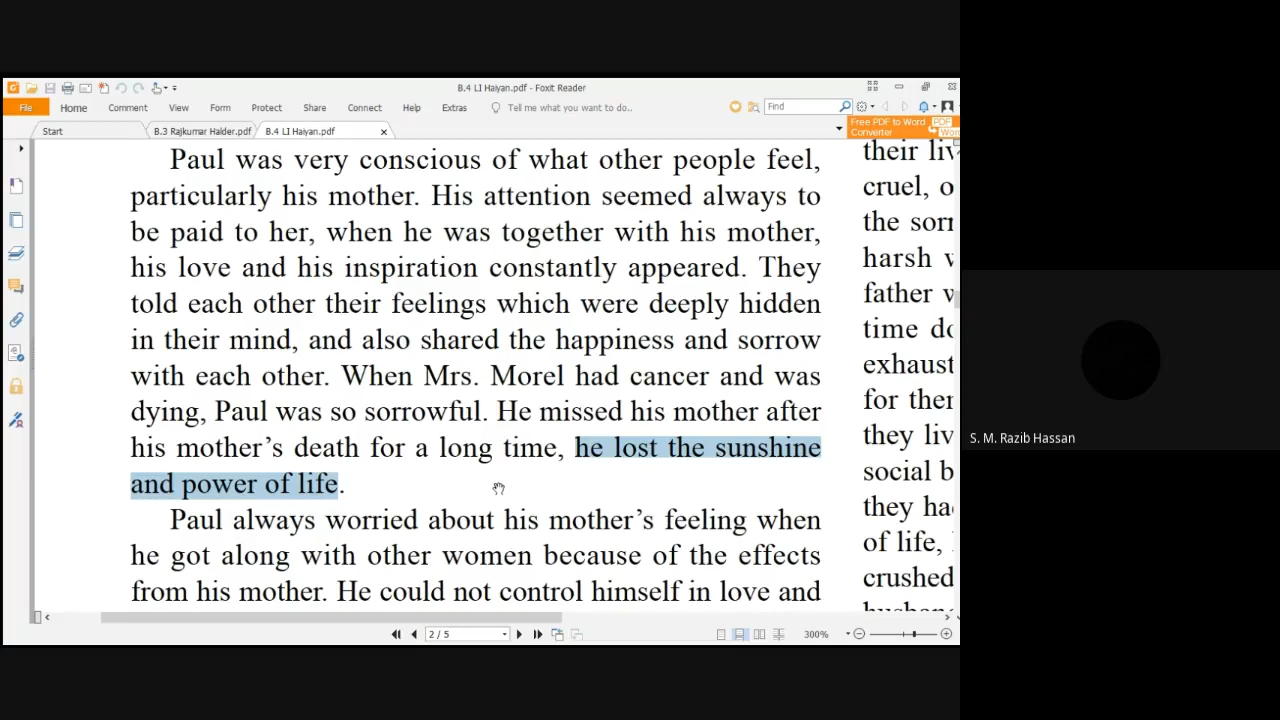 B.4 LI Haiyan.pdf - Foxit Reader
File Home Comment View Form Protect Share Connect Help Extras Tell me what you want to do.. Find
Start B.3 Rajkumar Halder.pdf B.4 LI Haiyan.pdf
Free PDF to Word
Converter
Paul was very conscious of what other people feel,
particularly his mother. His attention seemed always to
be paid to her, when he was together with his mother,
his love and his inspiration constantly appeared. They
told each other their feelings which were deeply hidden
in their mind, and also shared the happiness and sorrow
with each other. When Mrs. Morel had cancer and was
dying, Paul was so sorrowful. He missed his mother after
his mother’s death for a long time, he lost the sunshine
and power of life.
Paul always worried about his mother’s feeling when
he got along with other women because of the effects
from his mother. He could not control himself in love and
their
cruel,
the
harsh
father
time
exhaust
for
they
social
they
of life,
crushed
2 / 5
300%
S. M. Razib Hassan